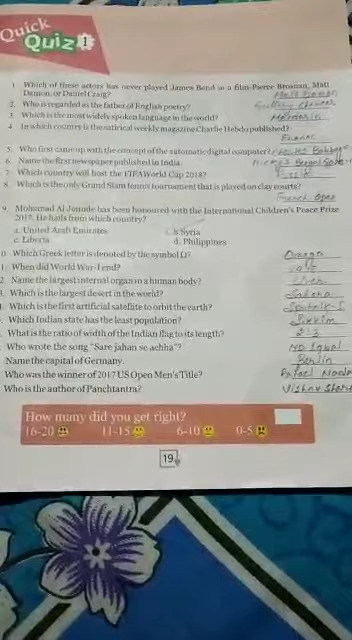 Quick
Quiz 1
1 Which of these actors has never played James Bond in a film-Pierce Brosnan, Matt
Damon, or Daniel Craig? Matt Damon
2. Who is regarded as the father of English poetry?
3 Which is the most widely spoken language in the world? Mandarin
4 In which country is the satirical weekly magazine Charlie Hebdo published?
France
5. Who first came up with the concept of the automatic digital computer? Babbage
6. Name the first newspaper published in India.
7. Which country will host the FIFA World Cup 2018?
8. Which is the only Grand Slam tennis tournament that is played on clay courts?
French open
9. Mohamad Al Jounde has been honoured with the International Children's Peace Prize
2017. He hails from which country?
a. United Arab Emirates b Syria
c. Liberia d. Philippines
0 Which Greek letter is denoted by the symbol Ω? Omega
When did World War-I end?
Name the largest internal organ in a human body? Liver
Which is the largest desert in the world? Sahara
Which is the first artificial satellite to orbit the earth? Sputnik-I
Which Indian state has the least population? Sikkim
What is the ratio of width of the Indian flag to its length? 2:3
Who wrote the song "Sare jahan se achha"? MD Iqbal
Name the capital of Germany. Berlin
Who was the winner of 2017 US Open Men's Title? Rafael Nada
Who is the author of Panchtantra? Vishnu Shar
How many did you get right?
16-20 11-15 6-10 0-5
19